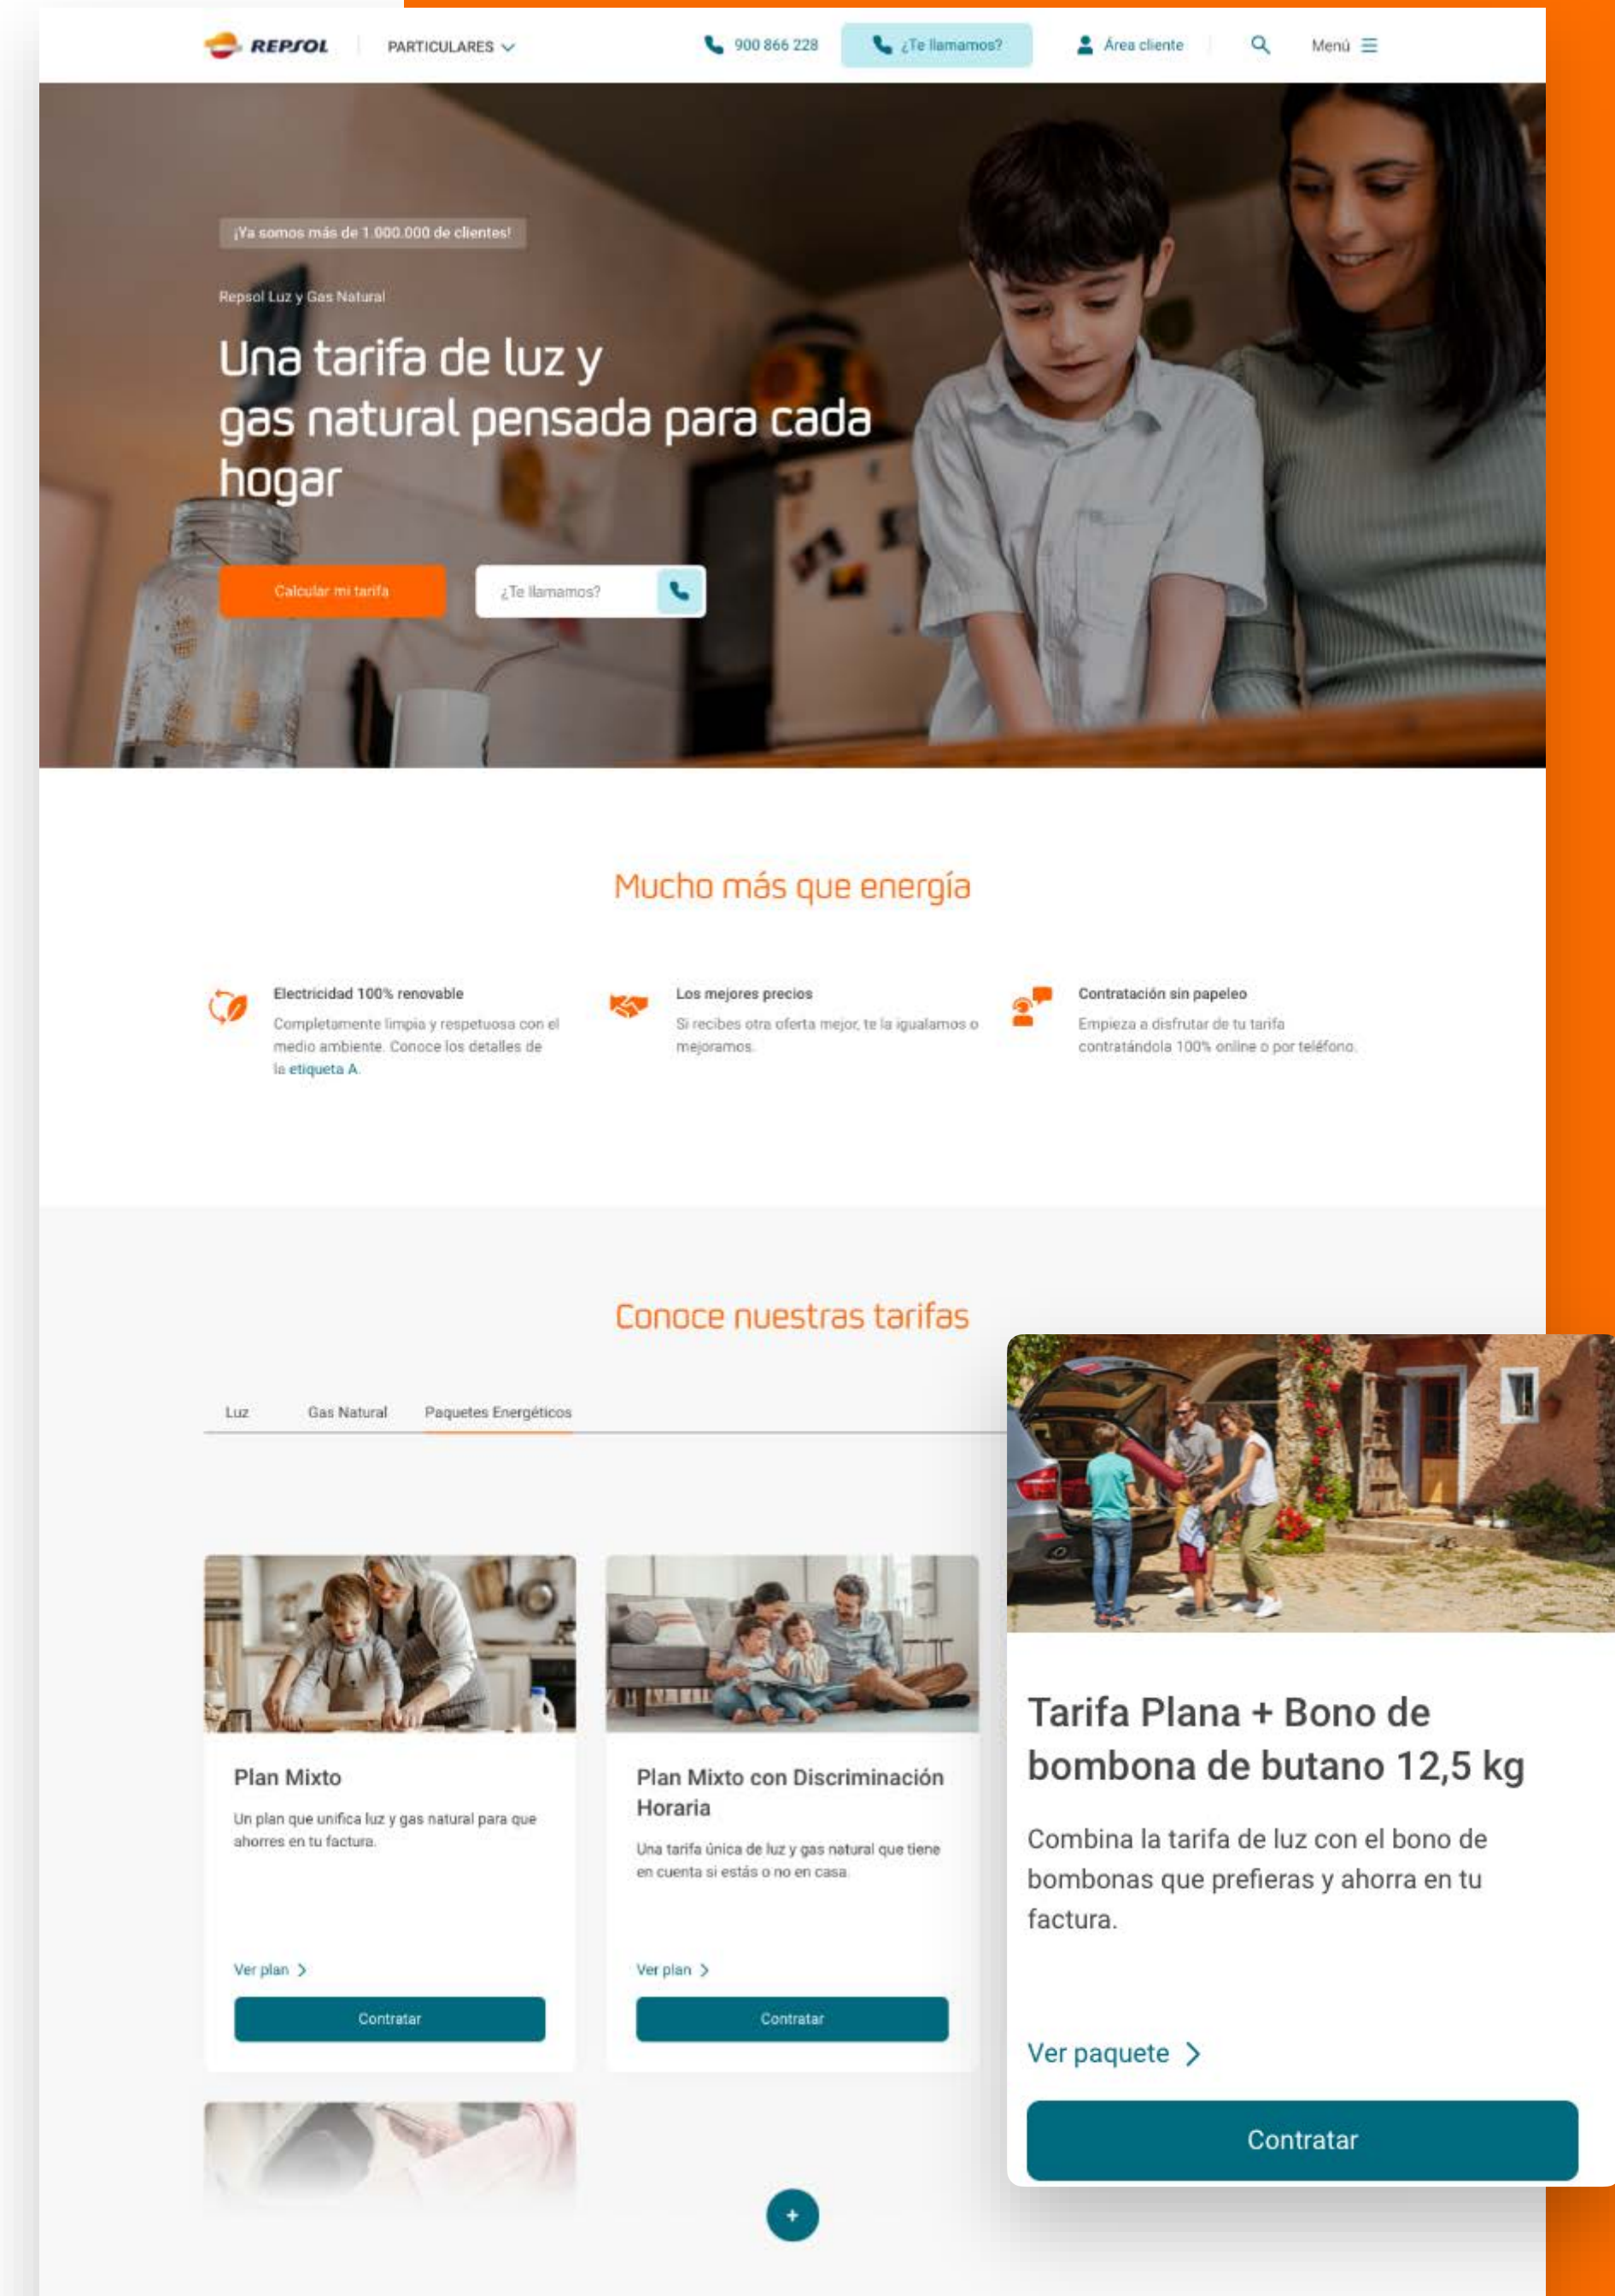 REPSOL
PARTICULARES
900 866 228
¿Te llamamos?
Área cliente
Menú
¡Ya somos más de 1.000.000 de clientes!
Repsol Luz y Gas Natural
Una tarifa de luz y
gas natural pensada para cada
hogar
Calcular mi tarifa
¿Te llamamos?
Mucho más que energía
Electricidad 100% renovable
Completamente limpia y respetuosa con el
medio ambiente. Conoce los detalles de
la etiqueta A.
Los mejores precios
Si recibes otra oferta mejor, te la igualamos o
mejoramos.
Contratación sin papeleo
Empieza a disfrutar de tu tarifa
contratándola 100% online o por teléfono.
Conoce nuestras tarifas
Luz
Gas Natural
Paquetes Energéticos
Plan Mixto
Un plan que unifica luz y gas natural para que
ahorres en tu factura.
Ver plan
Contratar
Plan Mixto con Discriminación
Horaria
Una tarifa única de luz y gas natural que tiene
en cuenta si estás o no en casa.
Ver plan
Contratar
Tarifa Plana + Bono de
bombona de butano 12,5 kg
Combina la tarifa de luz con el bono de
bombonas que prefieras y ahorra en tu
factura.
Ver paquete
Contratar